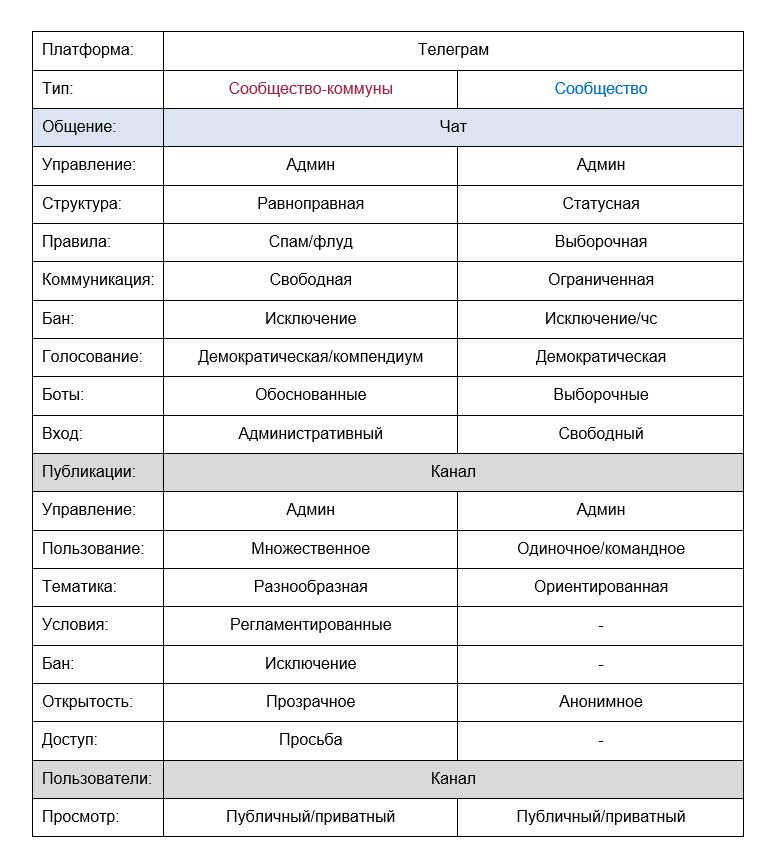 Платформа: Телеграм
Тип: Сообщество-коммуны Сообщество
Общение: Чат
Управление: Админ Админ
Структура: Равноправная Статусная
Правила: Спам/флуд Выборочная
Коммуникация: Свободная Ограниченная
Бан: Исключение Исключение/чс
Голосование: Демократическая/компендиум Демократическая
Боты: Обоснованные Выборочные
Вход: Административный Свободный
Публикации: Канал
Управление: Админ Админ
Пользование: Множественное Одиночное/командное
Тематика: Разнообразная Ориентированная
Условия: Регламентированные -
Бан: Исключение -
Открытость: Прозрачное Анонимное
Доступ: Просьба -
Пользователи: Канал
Просмотр: Публичный/приватный Публичный/приватный